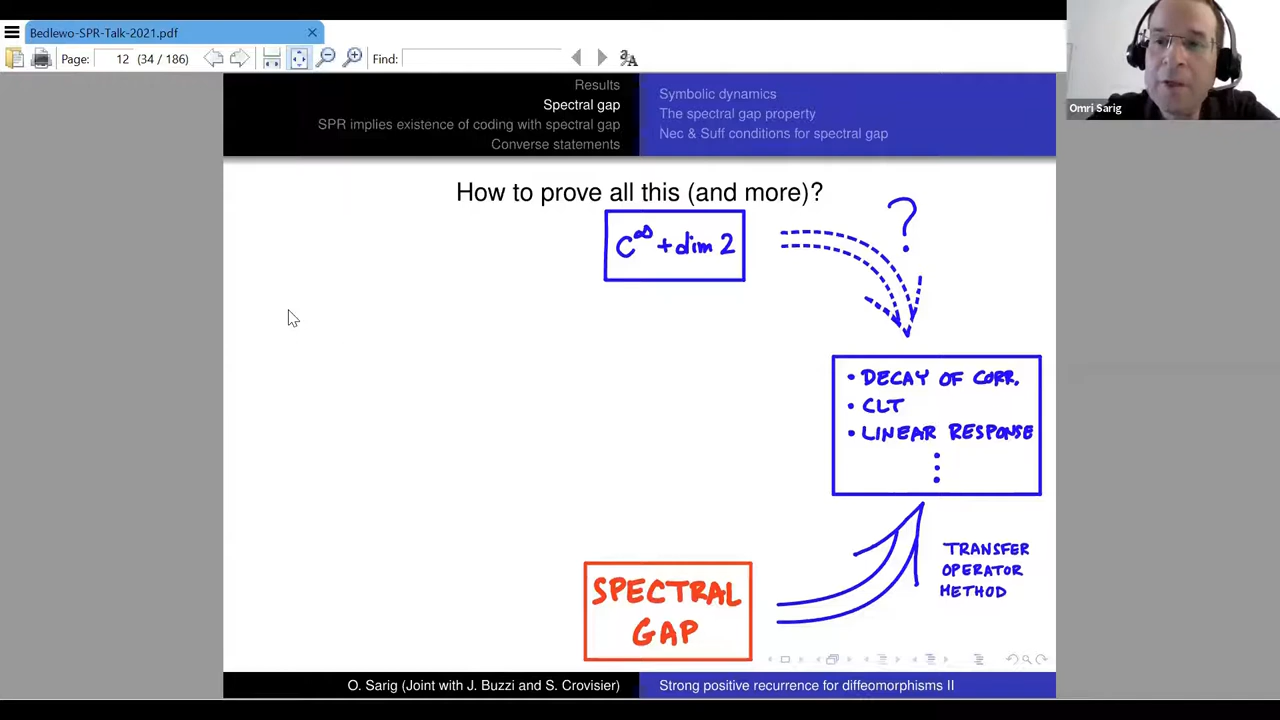 Bedlewo-SPR-Talk-2021.pdf
Page: 12 (34 / 186) Find:
Omri Sarig
Results
Spectral gap
SPR implies existence of coding with spectral gap
Converse statements
Symbolic dynamics
The spectral gap property
Nec & Suff conditions for spectral gap
How to prove all this (and more)?
C∞ + dim 2
?
• DECAY OF CORR.
• CLT
• LINEAR RESPONSE
⋮
TRANSFER
OPERATOR
METHOD
SPECTRAL
GAP
O. Sarig (Joint with J. Buzzi and S. Crovisier)
Strong positive recurrence for diffeomorphisms II